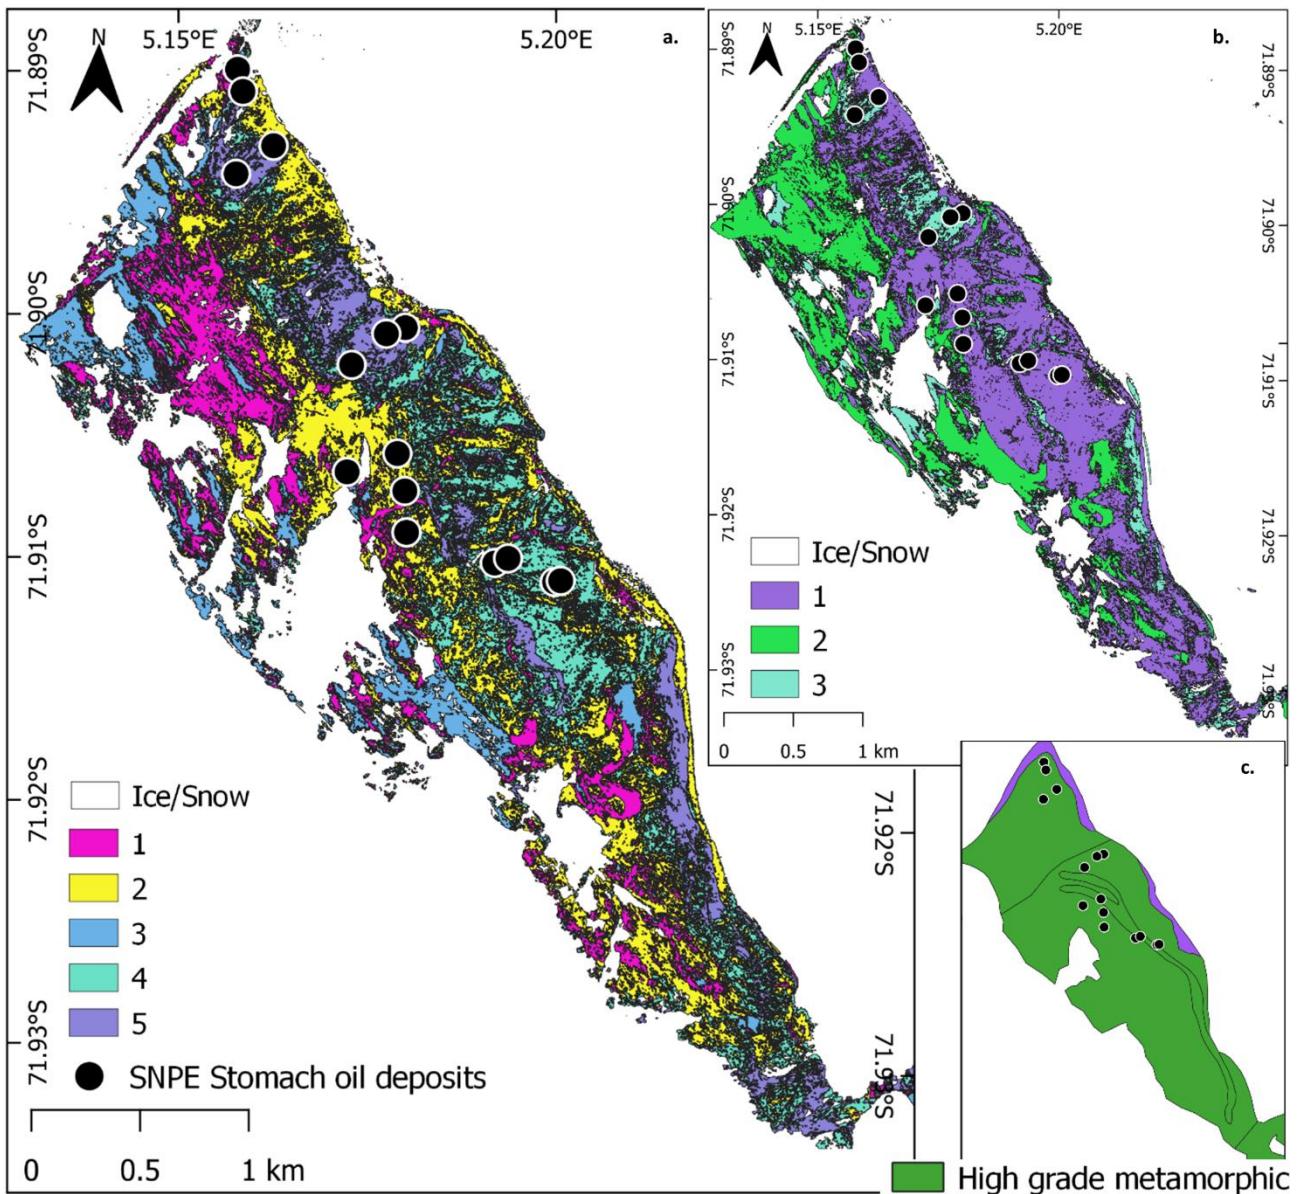 5.15°E
5.20°E
a.
N
71.89°S
71.90°S
71.91°S
71.92°S
71.93°S
Ice/Snow
1
2
3
4
5
SNPE Stomach oil deposits
0 0.5 1 km
71.92°S
71.93°S
5.15°E
5.20°E
b.
N
71.89°S
71.90°S
71.91°S
71.92°S
71.93°S
71.89°S
71.90°S
71.91°S
71.92°S
Ice/Snow
1
2
3
0 0.5 1 km
c.
High grade metamorphic